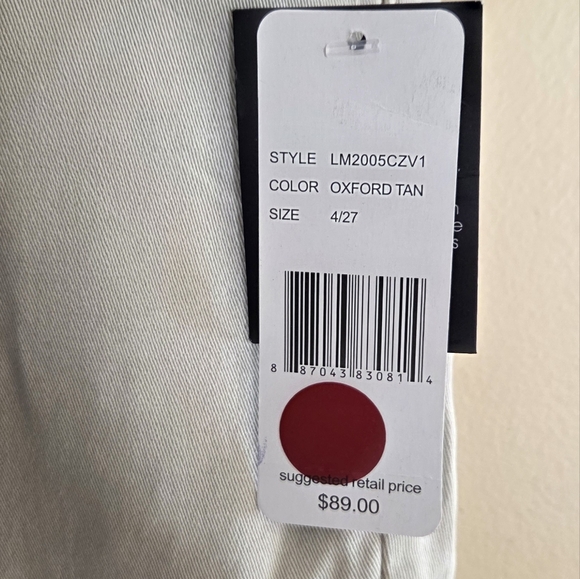 STYLE LM2005CZV1
COLOR OXFORD TAN
SIZE 4/27
8 87043 83081 4
suggested retail price
$89.00